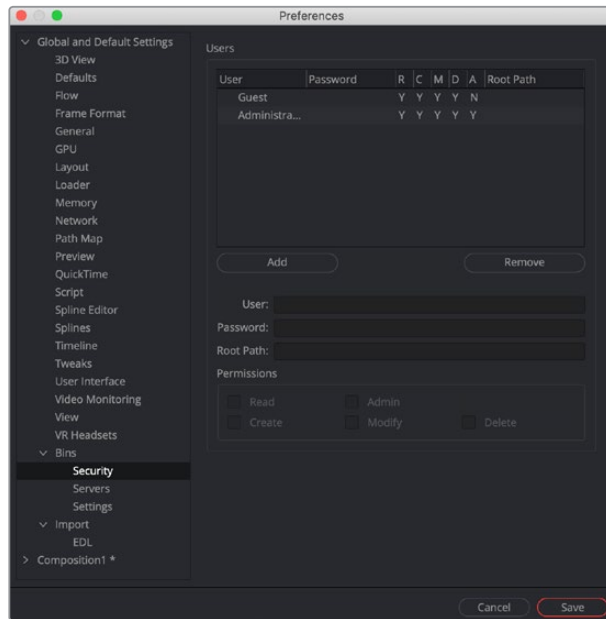 Preferences
Global and Default Settings
3D View
Defaults
Flow
Frame Format
General
GPU
Layout
Loader
Memory
Network
Path Map
Preview
QuickTime
Script
Spline Editor
Splines
Timeline
Tweaks
User Interface
Video Monitoring
View
VR Headsets
Bins
Security
Servers
Settings
Import
EDL
Composition1 *
Users
User Password R C M D A Root Path
Guest Y Y Y Y N
Administra... Y Y Y Y Y
Add Remove
User:
Password:
Root Path:
Permissions
Read Admin
Create Modify Delete
Cancel Save